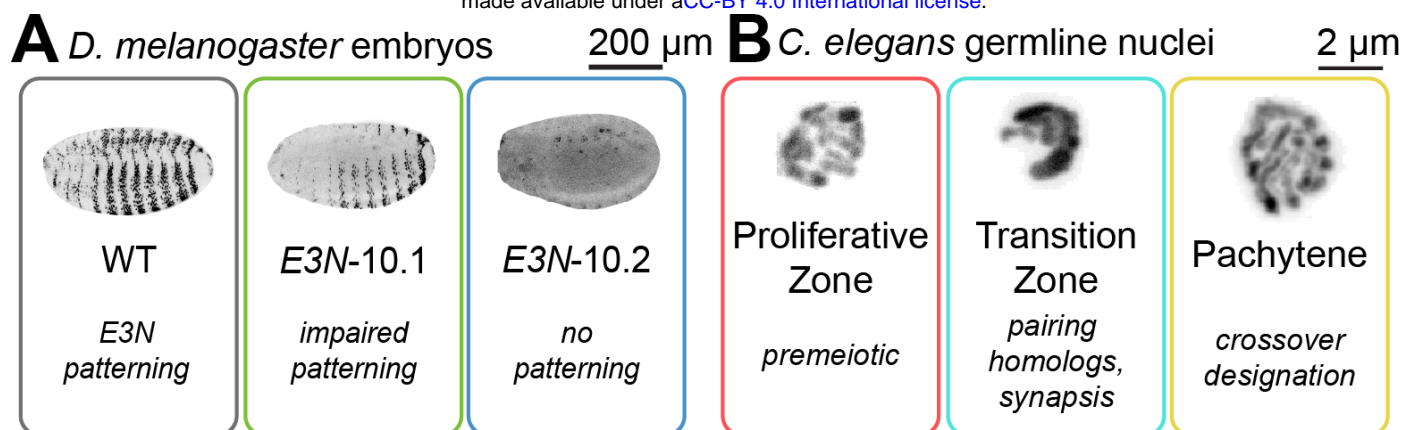 made available under aCC-BY 4.0 International license.
A D. melanogaster embryos 200 µm
WT
E3N
patterning
E3N-10.1
impaired
patterning
E3N-10.2
no
patterning
B C. elegans germline nuclei 2 µm
Proliferative
Zone
premeiotic
Transition
Zone
pairing
homologs,
synapsis
Pachytene
crossover
designation